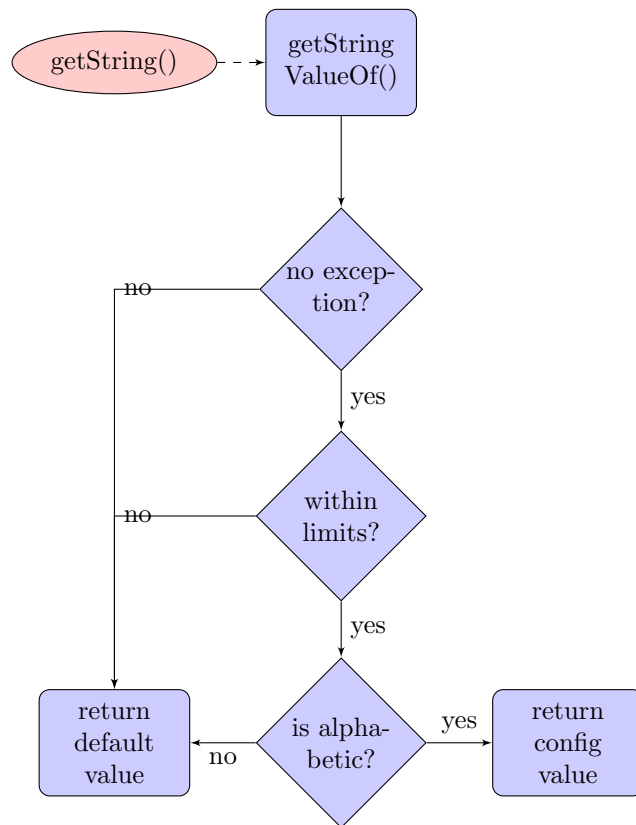 getString()
getString
ValueOf()
no excep-
tion?
no
yes
within
limits?
no
yes
return
default
value
no
is alpha-
betic?
yes
return
config
value